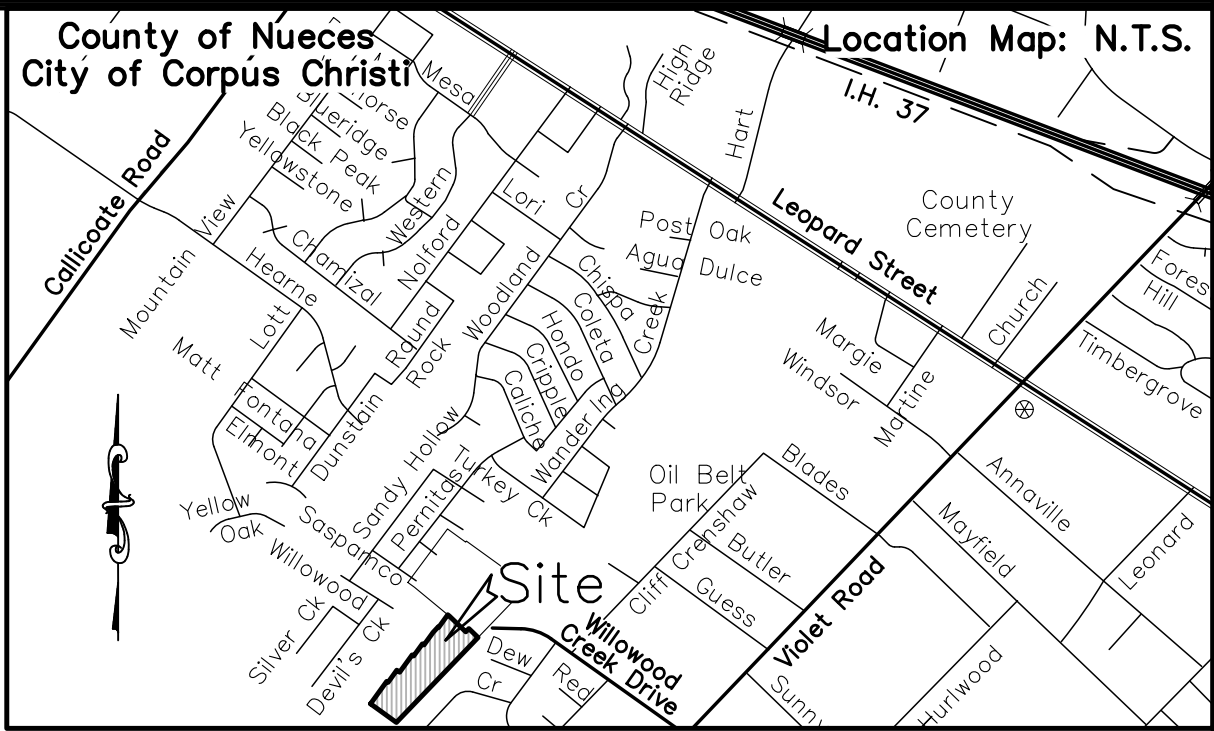 County of Nueces
City of Corpus Christi
Location Map: N.T.S.
Mesa
High
Ridge
I.H. 37
Hart
Blueridge
Black Peak
Yellowstone
Callicoate Road
View
Western
Lori
Cr
Post Oak
Agua Dulce
Leopard Street
County
Cemetery
Mountain
Hearne
Chamizal
Nolford
Woodland
Chispa
Creek
Coleta
Hondo
Cripple
Caliche
Wander Ing
Church
Hill
Timbergrove
Lott
Matt
Round
Rock
Margie
Windsor
Martine
Fontana
Elmont
Dunstain
Sandy Hollow
Turkey Ck
Pernitas
Oil Belt
Park
Blades
Annaville
Yellow
Oak
Saspamco
Willowood
Cliff Crenshaw
Butler
Guess
Mayfield
Leonard
Silver Ck
Devil's Ck
Site
Willowood
Creek Drive
Violet Road
Dew
Cr
Red
Sunny
Hurlwood